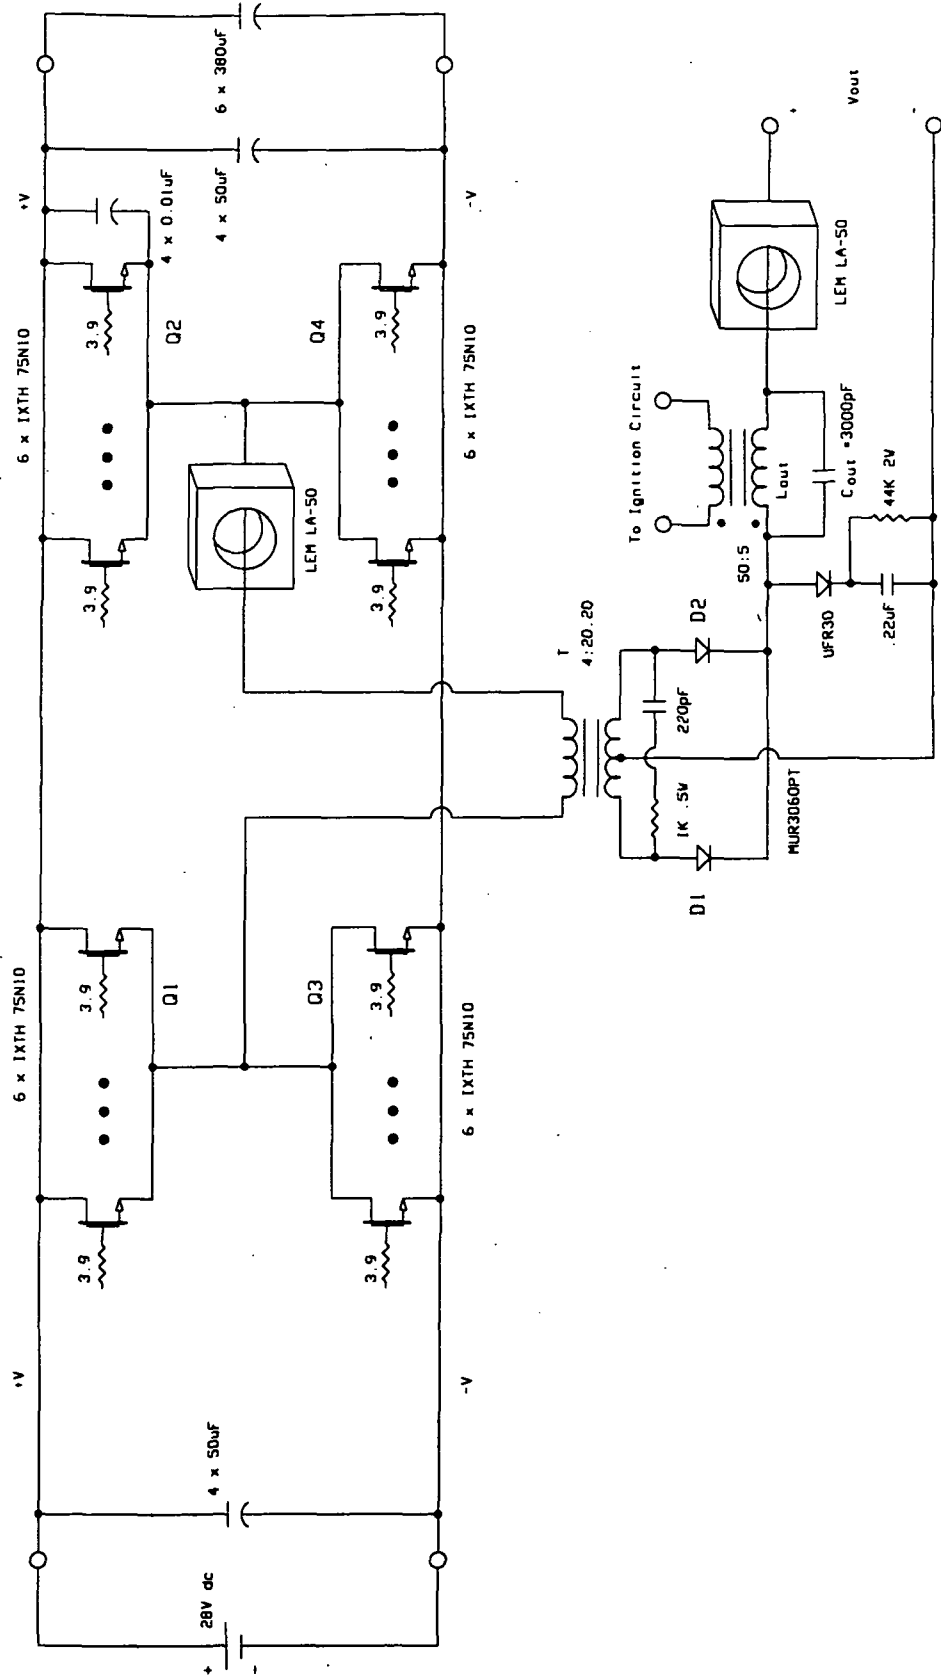 6 x 380uF
4 x 50uF
+V
-V
4 x 0.01uF
6 x IXTH 75N10
3.9
Q2
Q4
3.9
6 x IXTH 75N10
3.9
3.9
LEM LA-50
+
Vout
-
LEM LA-50
To Ignition Circuit
Lout
Cout =3000pF
50:5
44K 2W
UFR30
.22uF
T
4:20.20
D2
220pF
1K .5W
D1
MUR3060PT
6 x IXTH 75N10
3.9
Q1
Q3
3.9
6 x IXTH 75N10
3.9
3.9
+V
-V
4 x 50uF
28V dc
+
-